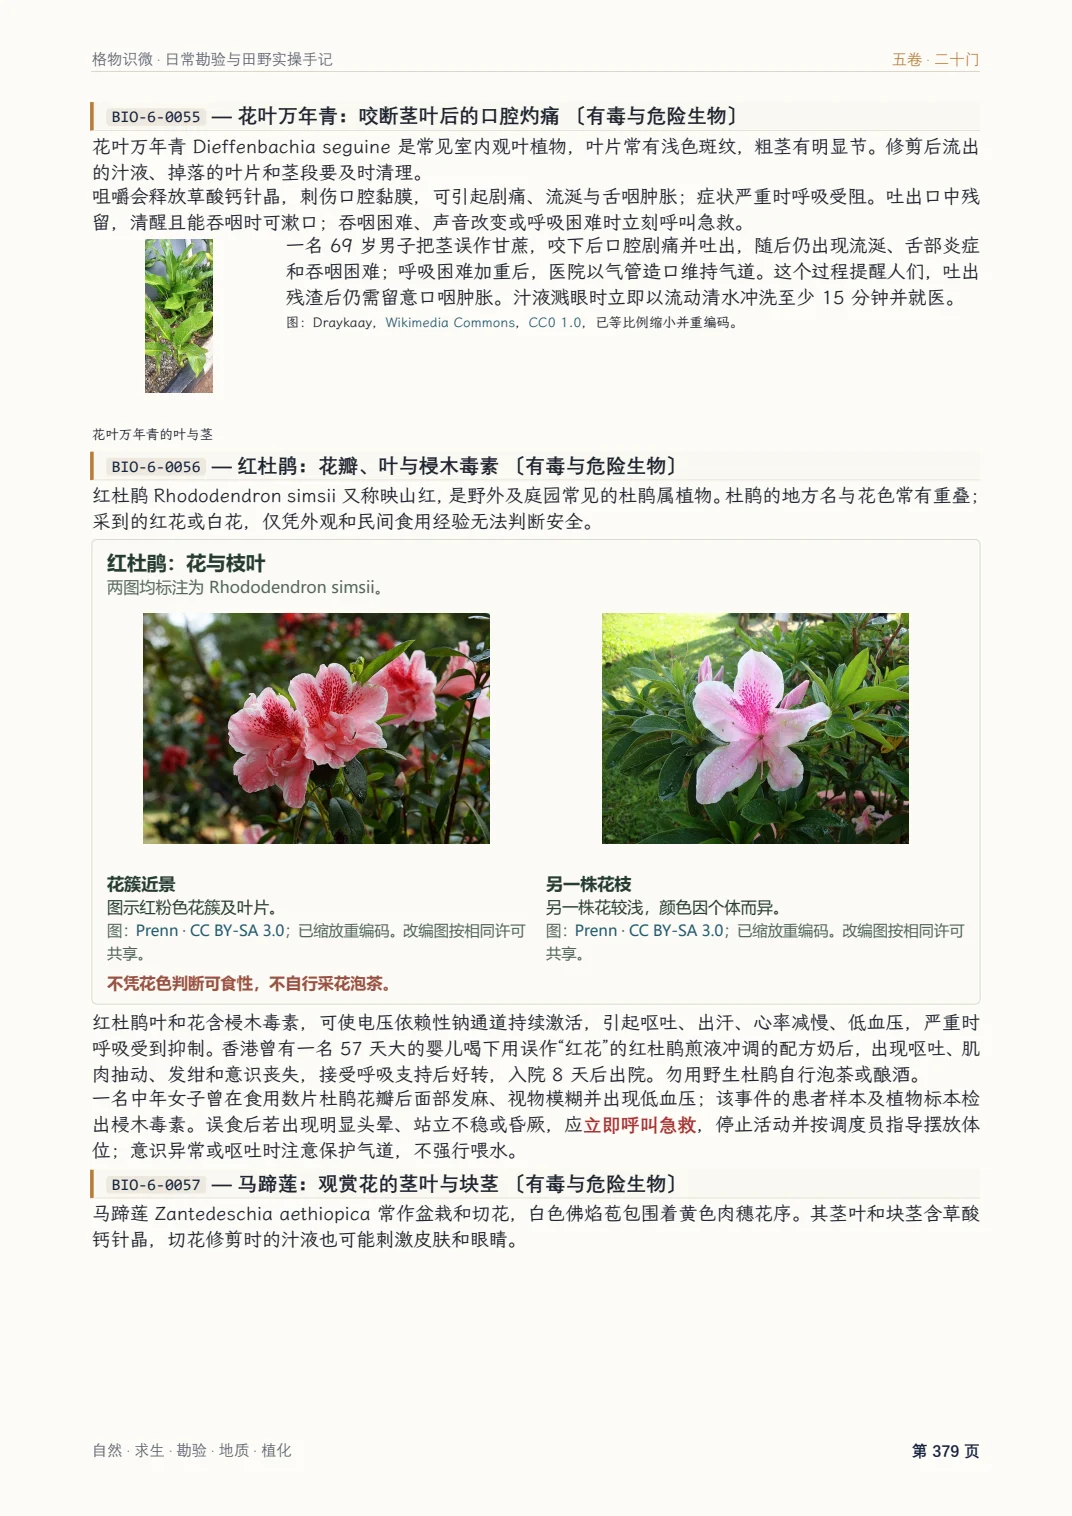 格物识微 · 日常勘验与田野实操手记
五卷 · 二十门
BIO-6-0055 — 花叶万年青：咬断茎叶后的口腔灼痛 〔有毒与危险生物〕
花叶万年青 Dieffenbachia seguine 是常见室内观叶植物，叶片常有浅色斑纹，粗茎有明显节。修剪后流出
的汁液、掉落的叶片和茎段要及时清理。
咀嚼会释放草酸钙针晶，刺伤口腔黏膜，可引起剧痛、流涎与舌咽肿胀；症状严重时呼吸受阻。吐出口中残
留，清醒且能吞咽时可漱口；吞咽困难、声音改变或呼吸困难时立刻呼叫急救。
一名 69 岁男子把茎误作甘蔗，咬下后口腔剧痛并吐出，随后仍出现流涎、舌部炎症
和吞咽困难；呼吸困难加重后，医院以气管造口维持气道。这个过程提醒人们，吐出
残渣后仍需留意口咽肿胀。汁液溅眼时立即以流动清水冲洗至少 15 分钟并就医。
图：Draykaay，Wikimedia Commons，CC0 1.0，已等比例缩小并重编码。
花叶万年青的叶与茎
BIO-6-0056 — 红杜鹃：花瓣、叶与梫木毒素 〔有毒与危险生物〕
红杜鹃 Rhododendron simsii 又称映山红，是野外及庭园常见的杜鹃属植物。杜鹃的地方名与花色常有重叠；
采到的红花或白花，仅凭外观和民间食用经验无法判断安全。
红杜鹃：花与枝叶
两图均标注为 Rhododendron simsii。
花簇近景
图示红粉色花簇及叶片。
图：Prenn · CC BY-SA 3.0；已缩放重编码。改编图按相同许可
共享。
另一株花枝
另一株花较浅，颜色因个体而异。
图：Prenn · CC BY-SA 3.0；已缩放重编码。改编图按相同许可
共享。
不凭花色判断可食性，不自行采花泡茶。
红杜鹃叶和花含梫木毒素，可使电压依赖性钠通道持续激活，引起呕吐、出汗、心率减慢、低血压，严重时
呼吸受到抑制。香港曾有一名 57 天大的婴儿喝下用误作“红花”的红杜鹃煎液冲调的配方奶后，出现呕吐、肌
肉抽动、发绀和意识丧失，接受呼吸支持后好转，入院 8 天后出院。勿用野生杜鹃自行泡茶或酿酒。
一名中年女子曾在食用数片杜鹃花瓣后面部发麻、视物模糊并出现低血压；该事件的患者样本及植物标本检
出梫木毒素。误食后若出现明显头晕、站立不稳或昏厥，应立即呼叫急救，停止活动并按调度员指导摆放体
位；意识异常或呕吐时注意保护气道，不强行喂水。
BIO-6-0057 — 马蹄莲：观赏花的茎叶与块茎 〔有毒与危险生物〕
马蹄莲 Zantedeschia aethiopica 常作盆栽和切花，白色佛焰苞包围着黄色肉穗花序。其茎叶和块茎含草酸
钙针晶，切花修剪时的汁液也可能刺激皮肤和眼睛。
自然 · 求生 · 勘验 · 地质 · 植化
第 379 页